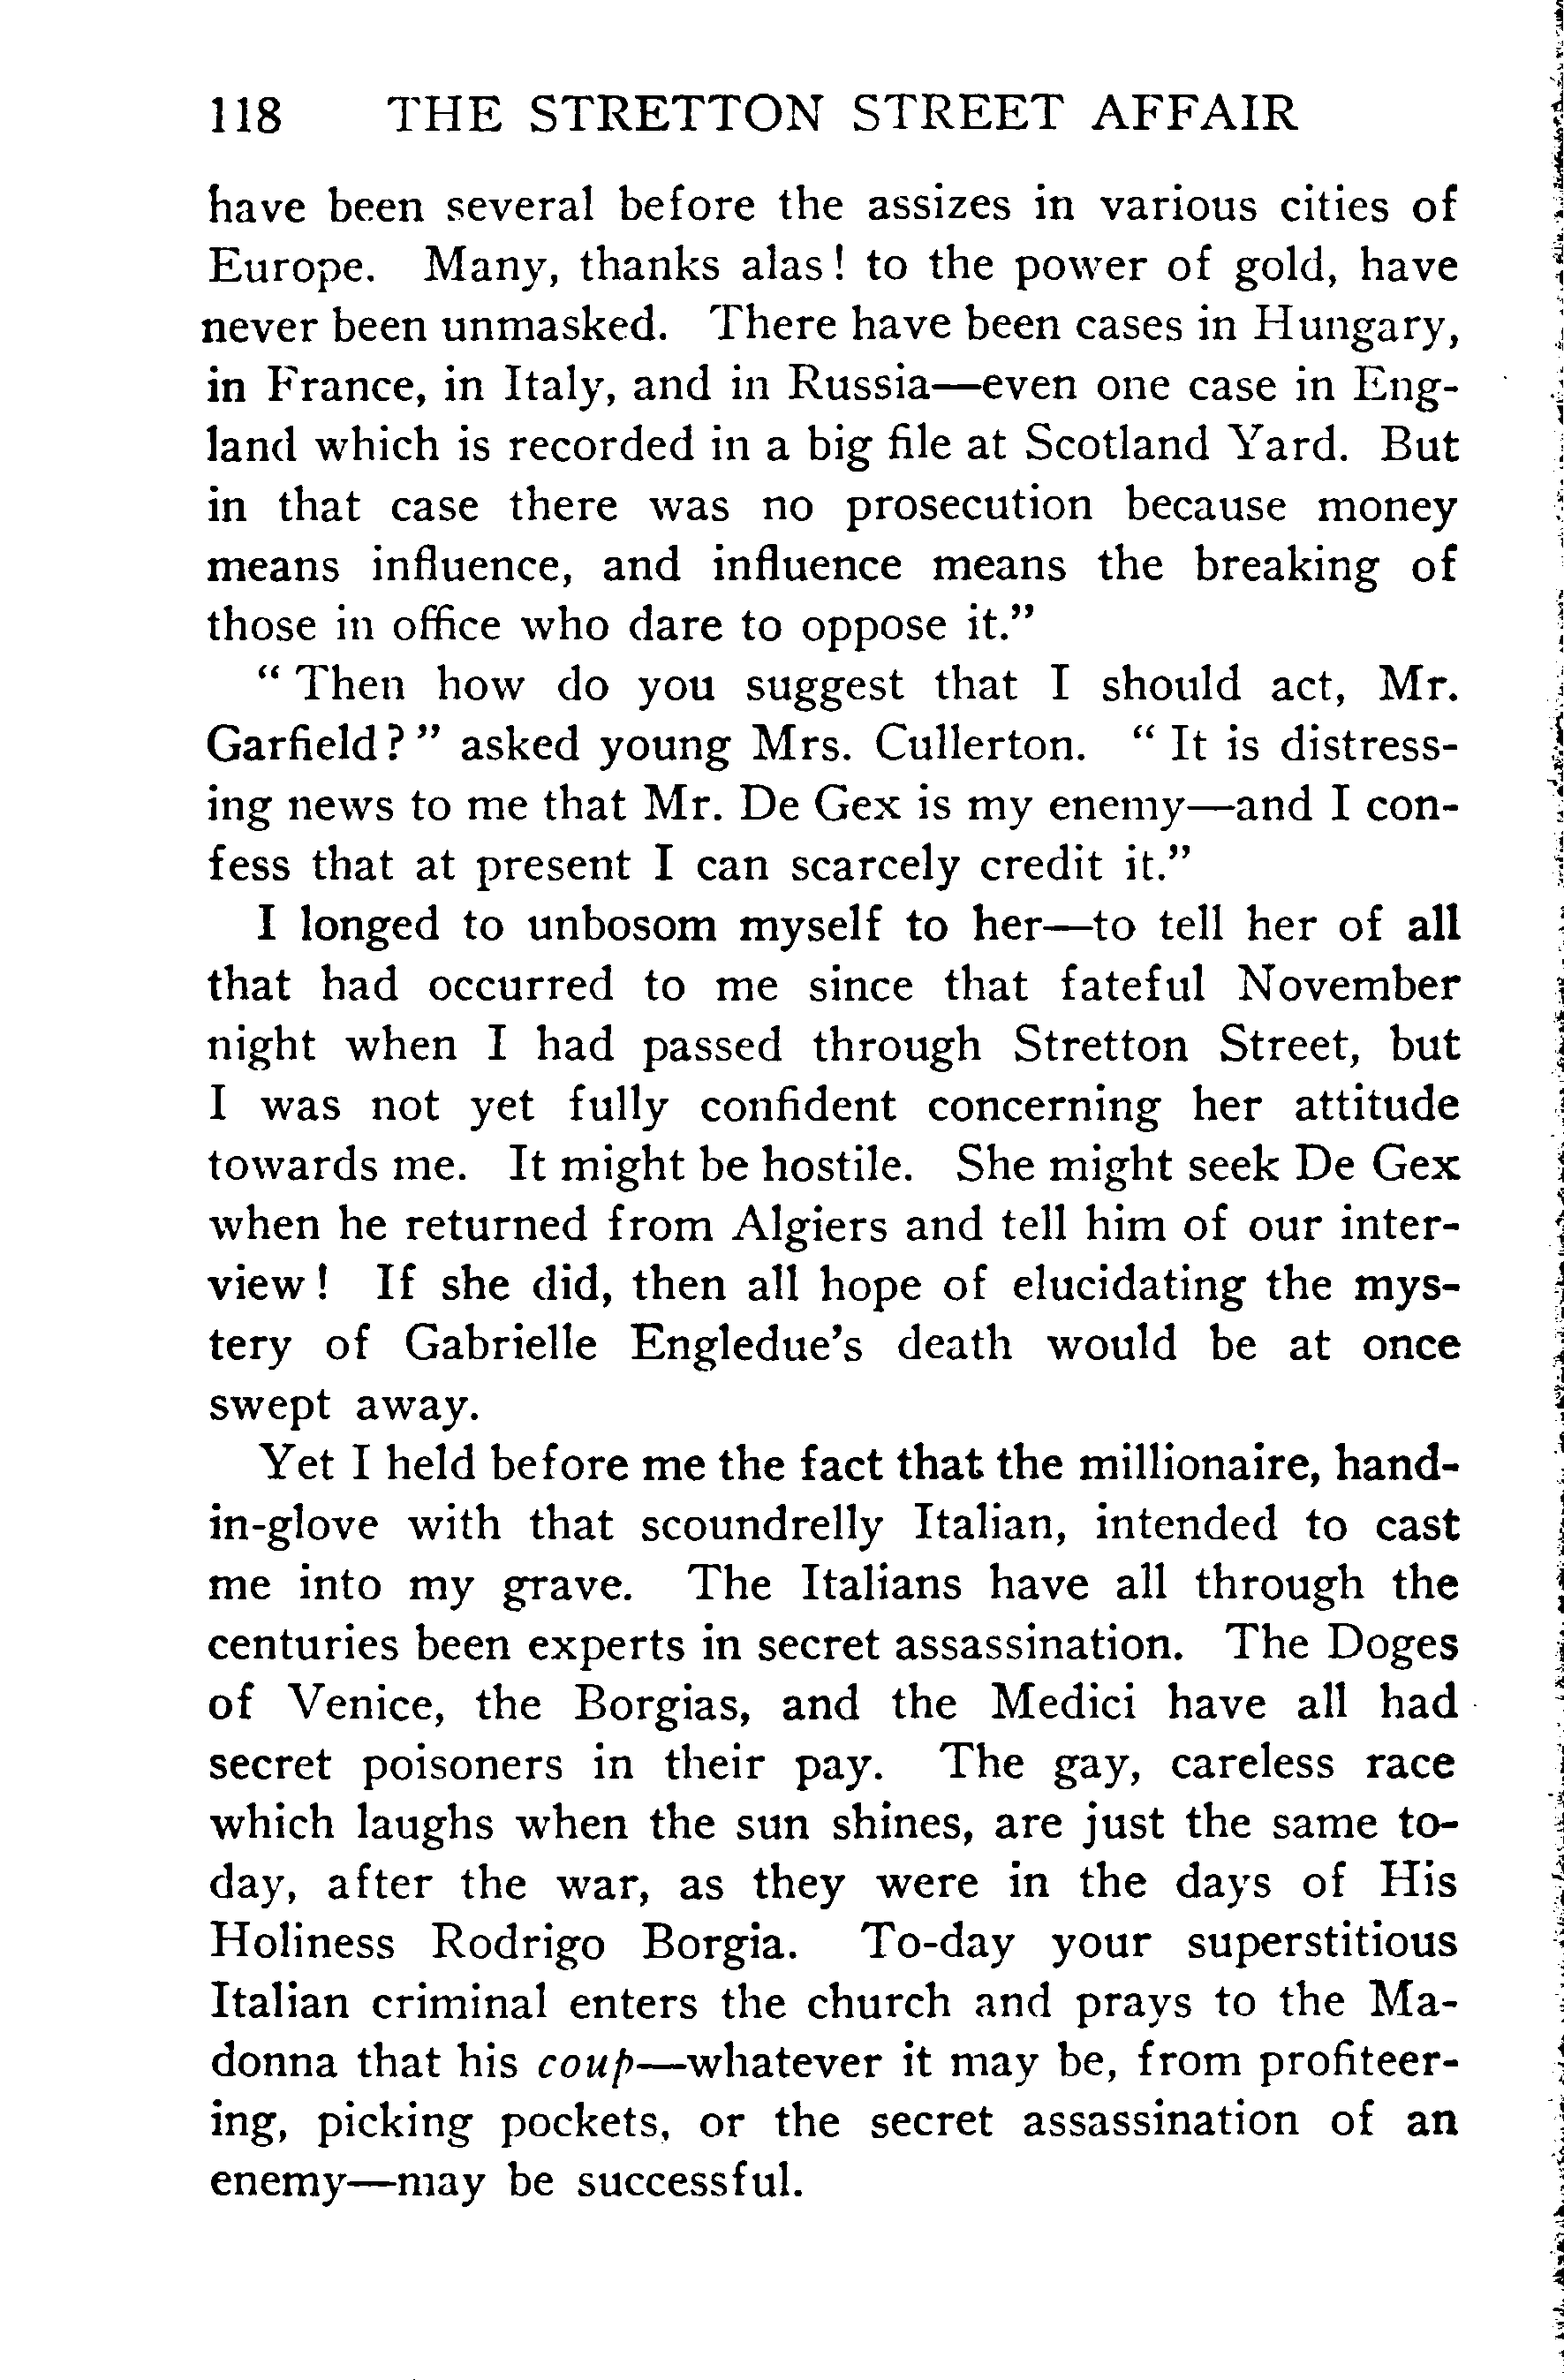 118 THE STRETTON STREET AFFAIR
have been several before the assizes in various cities of
Europe. Many, thanks alas! to the power of gold, have
never been unmasked. There have been cases in Hungary,
in France, in Italy, and in Russia—even one case in Eng-
land which is recorded in a big file at Scotland Yard. But
in that case there was no prosecution because money
means influence, and influence means the breaking of
those in office who dare to oppose it.”
“ Then how do you suggest that I should act, Mr.
Garfield? ” asked young Mrs. Cullerton. “ It is distress-
ing news to me that Mr. De Gex is my enemy—and I con-
fess that at present I can scarcely credit it.”
I longed to unbosom myself to her—to tell her of all
that had occurred to me since that fateful November
night when I had passed through Stretton Street, but
I was not yet fully confident concerning her attitude
towards me. It might be hostile. She might seek De Gex
when he returned from Algiers and tell him of our inter-
view! If she did, then all hope of elucidating the mys-
tery of Gabrielle Engledue’s death would be at once
swept away.
Yet I held before me the fact that the millionaire, hand-
in-glove with that scoundrelly Italian, intended to cast
me into my grave. The Italians have all through the
centuries been experts in secret assassination. The Doges
of Venice, the Borgias, and the Medici have all had
secret poisoners in their pay. The gay, careless race
which laughs when the sun shines, are just the same to-
day, after the war, as they were in the days of His
Holiness Rodrigo Borgia. To-day your superstitious
Italian criminal enters the church and prays to the Ma-
donna that his coup—whatever it may be, from profiteer-
ing, picking pockets, or the secret assassination of an
enemy—may be successful.